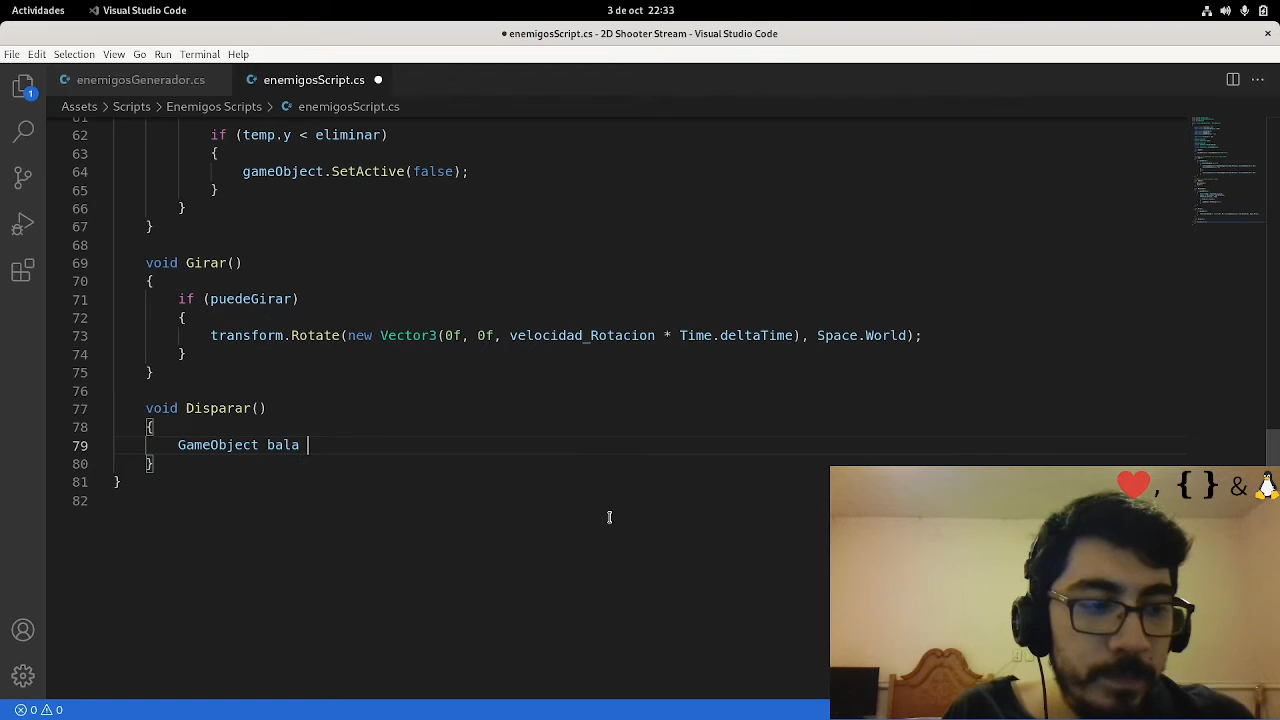 Actividades
Visual Studio Code
3 de oct 22:33
● enemigosScript.cs - 2D Shooter Stream - Visual Studio Code
×
File Edit Selection View Go Run Terminal Help
enemigosGenerador.cs
enemigosScript.cs ●
Assets > Scripts > Enemigos Scripts > enemigosScript.cs
1
61
62 if (temp.y < eliminar)
63 {
64 gameObject.SetActive(false);
65 }
66 }
67 }
68
69 void Girar()
70 {
71 if (puedeGirar)
72 {
73 transform.Rotate(new Vector3(0f, 0f, velocidad_Rotacion * Time.deltaTime), Space.World);
74 }
75 }
76
77 void Disparar()
78 {
79 GameObject bala
80 }
81 }
82
❤, { } & 🐧
0 0